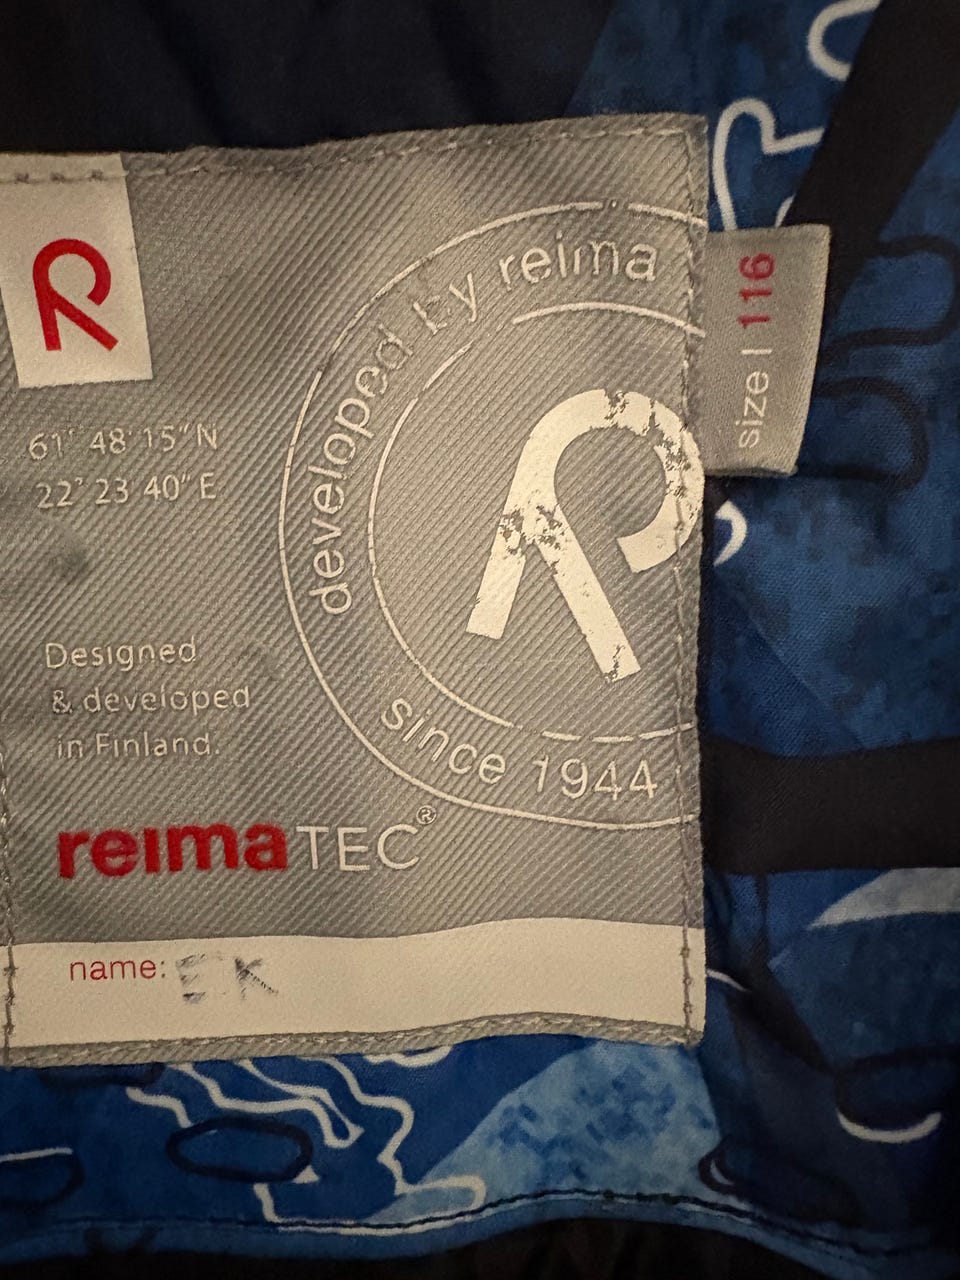 developed by reima
size | 116
61° 48' 15" N
22° 23 40" E
Designed
& developed
in Finland.
since 1944
reimaTEC®
name: E K